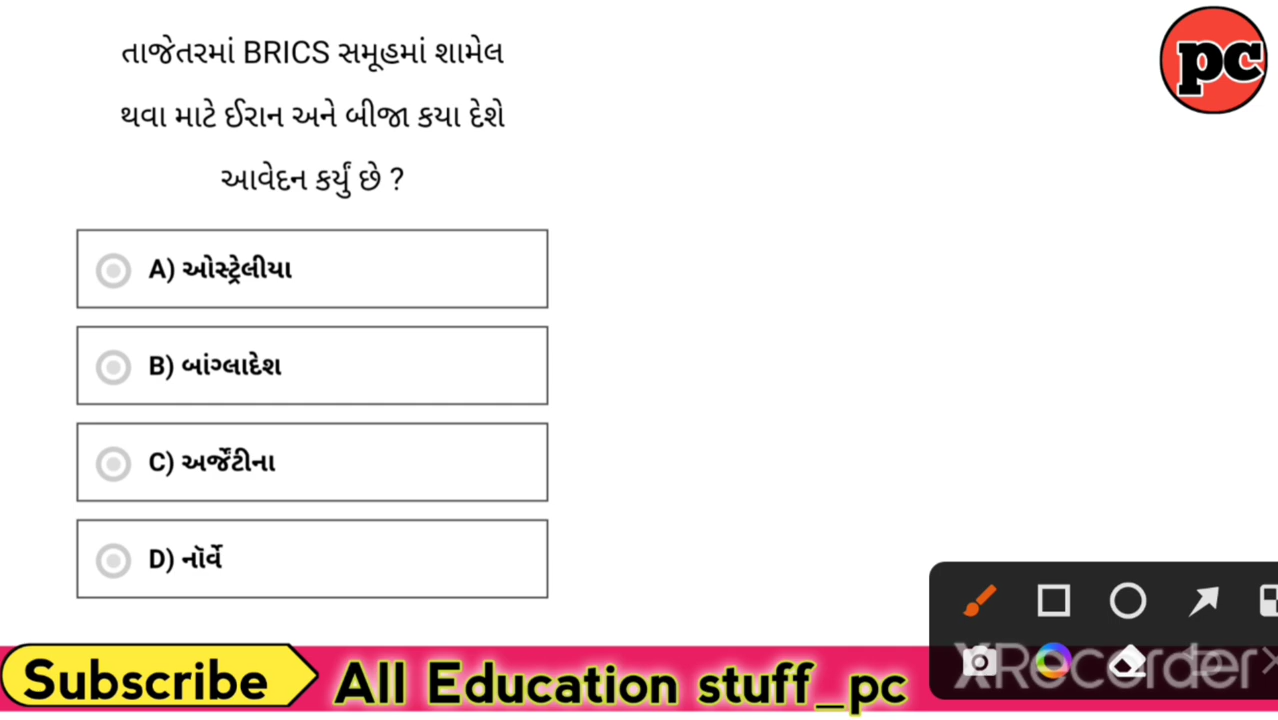 pc
તાજેતરમાં BRICS સમૂહમાં શામેલ
થવા માટે ઈરાન અને બીજા કયા દેશે
આવેદન કર્યું છે ?
A) ઓસ્ટ્રેલીયા
B) બાંગ્લાદેશ
C) અર્જેંટીના
D) નૉર્વે
XRecorder
Subscribe All Education stuff_pc